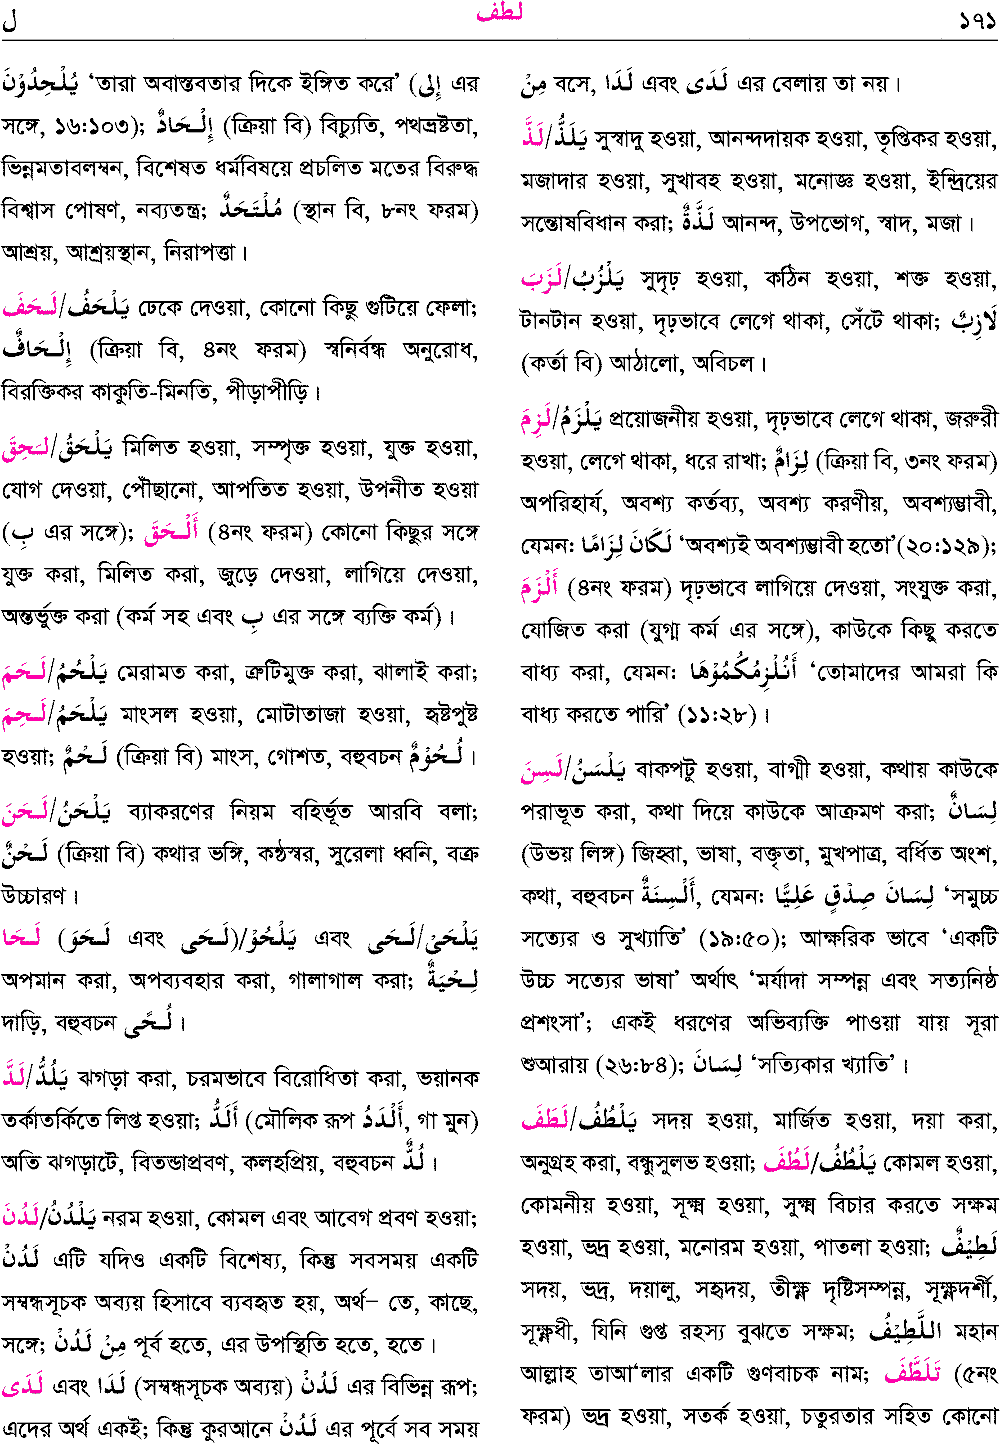 ل لطف ১৭১
يُلْحِدُوْنَ ‘তারা অবাস্তবতার দিকে ইঙ্গিত করে’ (إِلى এর
সঙ্গে, ১৬:১০৩); إِلْحَادٌ (ক্রিয়া বি) বিচ্যুতি, পথভ্রষ্টতা,
ভিন্নমতাবলম্বন, বিশেষত ধর্মবিষয়ে প্রচলিত মতের বিরুদ্ধ
বিশ্বাস পোষণ, নব্যতন্ত্র; مُلْتَحَدٌ (স্থান বি, ৮নং ফরম)
আশ্রয়, আশ্রয়স্থান, নিরাপত্তা।
لَحَفَ/يَلْحَفُ ঢেকে দেওয়া, কোনো কিছু গুটিয়ে ফেলা;
إِلْحَافٌ (ক্রিয়া বি, ৪নং ফরম) স্বনির্বন্ধ অনুরোধ,
বিরক্তিকর কাকুতি-মিনতি, পীড়াপীড়ি।
لَحِقَ/يَلْحَقُ মিলিত হওয়া, সম্পৃক্ত হওয়া, যুক্ত হওয়া,
যোগ দেওয়া, পৌঁছানো, আপতিত হওয়া, উপনীত হওয়া
(بِ এর সঙ্গে); أَلْحَقَ (৪নং ফরম) কোনো কিছুর সঙ্গে
যুক্ত করা, মিলিত করা, জুড়ে দেওয়া, লাগিয়ে দেওয়া,
অন্তর্ভুক্ত করা (কর্ম সহ এবং بِ এর সঙ্গে ব্যক্তি কর্ম)।
لَحَمَ/يَلْحُمُ মেরামত করা, ত্রুটিমুক্ত করা, ঝালাই করা;
لَحِمَ/يَلْحَمُ মাংসল হওয়া, মোটাতাজা হওয়া, হৃষ্টপুষ্ট
হওয়া; لَحْمٌ (ক্রিয়া বি) মাংস, গোশত, বহুবচন لُحُوْمٌ।
لَحَنَ/يَلْحَنُ ব্যাকরণের নিয়ম বহির্ভূত আরবি বলা;
لَحْنٌ (ক্রিয়া বি) কথার ভঙ্গি, কণ্ঠস্বর, সুরেলা ধ্বনি, বক্র
উচ্চারণ।
لَحَا (لَحَوَ এবং لَحَى)/يَلْحُوْ এবং لَحَى/يَلْحَىْ
অপমান করা, অপব্যবহার করা, গালাগাল করা; لِحْيَةٌ
দাড়ি, বহুবচন لُحًى।
لَدَّ/يَلُدُّ ঝগড়া করা, চরমভাবে বিরোধিতা করা, ভয়ানক
তর্কাতর্কিতে লিপ্ত হওয়া; أَلَدُّ (মৌলিক রূপ أَلْدَدُ, গা মুন)
অতি ঝগড়াটে, বিতন্ডাপ্রবণ, কলহপ্রিয়, বহুবচন لُدٌّ।
لَدُنَ/يَلْدُنُ নরম হওয়া, কোমল এবং আবেগ প্রবণ হওয়া;
لَدُنْ এটি যদিও একটি বিশেষ্য, কিন্তু সবসময় একটি
সম্বন্ধসূচক অব্যয় হিসাবে ব্যবহৃত হয়, অর্থ– তে, কাছে,
সঙ্গে; مِنْ لَدُنْ পূর্ব হতে, এর উপস্থিতি হতে, হতে।
لَدَى এবং لَدَا (সম্বন্ধসূচক অব্যয়) لَدُنْ এর বিভিন্ন রূপ;
এদের অর্থ একই; কিন্তু কুরআনে لَدُنْ এর পূর্বে সব সময়
مِنْ বসে, لَدَا এবং لَدَى এর বেলায় তা নয়।
لَذَّ/يَلَذُّ সুস্বাদু হওয়া, আনন্দদায়ক হওয়া, তৃপ্তিকর হওয়া,
মজাদার হওয়া, সুখাবহ হওয়া, মনোজ্ঞ হওয়া, ইন্দ্রিয়ের
সন্তোষবিধান করা; لَذَّةٌ আনন্দ, উপভোগ, স্বাদ, মজা।
لَزَبَ/يَلْزُبُ সুদৃঢ় হওয়া, কঠিন হওয়া, শক্ত হওয়া,
টানটান হওয়া, দৃঢ়ভাবে লেগে থাকা, সেঁটে থাকা; لَازِبٌ
(কর্তা বি) আঠালো, অবিচল।
لَزِمَ/يَلْزَمُ প্রয়োজনীয় হওয়া, দৃঢ়ভাবে লেগে থাকা, জরুরী
হওয়া, লেগে থাকা, ধরে রাখা; لِزَامٌ (ক্রিয়া বি, ৩নং ফরম)
অপরিহার্য, অবশ্য কর্তব্য, অবশ্য করণীয়, অবশ্যম্ভাবী,
যেমন: لَكَانَ لِزَامًا ‘অবশ্যই অবশ্যম্ভাবী হতো’(২০:১২৯);
أَلْزَمَ (৪নং ফরম) দৃঢ়ভাবে লাগিয়ে দেওয়া, সংযুক্ত করা,
যোজিত করা (যুগ্ম কর্ম এর সঙ্গে), কাউকে কিছু করতে
বাধ্য করা, যেমন: أَنُلْزِمُكُمُوْهَا ‘তোমাদের আমরা কি
বাধ্য করতে পারি’ (১১:২৮)।
لَسِنَ/يَلْسَنُ বাকপটু হওয়া, বাগ্মী হওয়া, কথায় কাউকে
পরাভূত করা, কথা দিয়ে কাউকে আক্রমণ করা; لِسَانٌ
(উভয় লিঙ্গ) জিহ্বা, ভাষা, বক্তৃতা, মুখপাত্র, বর্ধিত অংশ,
কথা, বহুবচন أَلْسِنَةٌ, যেমন: لِسَانَ صِدْقٍ عَلِيًّا ‘সমুচ্চ
সত্যের ও সুখ্যাতি’ (১৯:৫০); আক্ষরিক ভাবে ‘একটি
উচ্চ সত্যের ভাষা’ অর্থাৎ ‘মর্যাদা সম্পন্ন এবং সত্যনিষ্ঠ
প্রশংসা’; একই ধরণের অভিব্যক্তি পাওয়া যায় সূরা
শুআরায় (২৬:৮৪); لِسَانَ ‘সত্যিকার খ্যাতি’।
لَطَفَ/يَلْطُفُ সদয় হওয়া, মার্জিত হওয়া, দয়া করা,
অনুগ্রহ করা, বন্ধুসুলভ হওয়া; لَطُفَ/يَلْطُفُ কোমল হওয়া,
কোমনীয় হওয়া, সূক্ষ্ম হওয়া, সুক্ষ্ম বিচার করতে সক্ষম
হওয়া, ভদ্র হওয়া, মনোরম হওয়া, পাতলা হওয়া; لَطِيْفٌ
সদয়, ভদ্র, দয়ালু, সহৃদয়, তীক্ষ্ণ দৃষ্টিসম্পন্ন, সূক্ষ্ণদর্শী,
সূক্ষ্ণধী, যিনি গুপ্ত রহস্য বুঝতে সক্ষম; اللَّطِيْفُ মহান
আল্লাহ তাআ‘লার একটি গুণবাচক নাম; تَلَطَّفَ (৫নং
ফরম) ভদ্র হওয়া, সতর্ক হওয়া, চতুরতার সহিত কোনো